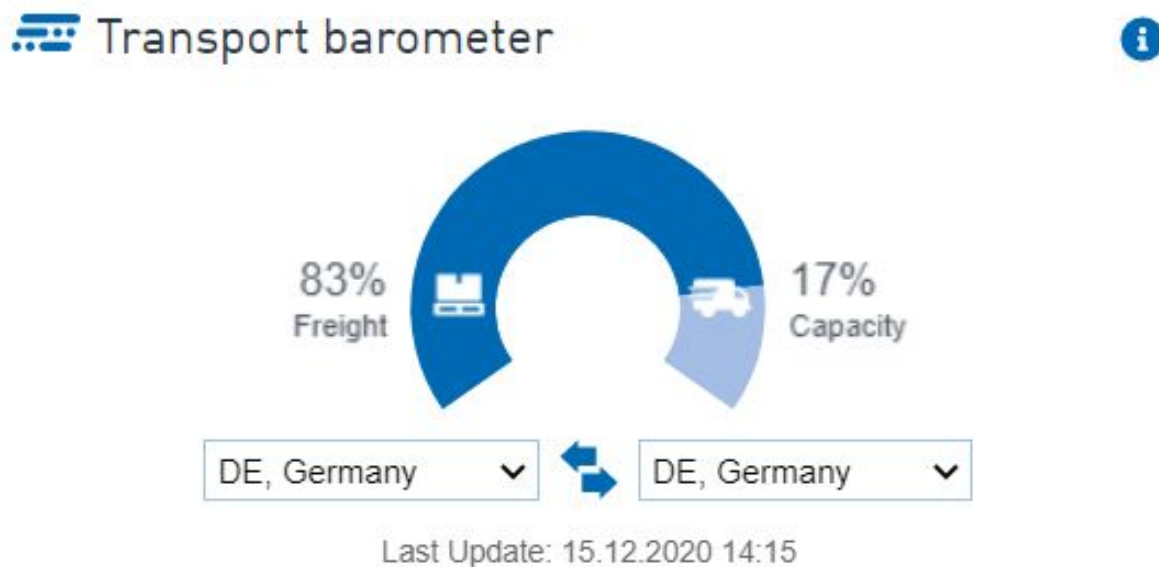 Transport barometer
83%
Freight
17%
Capacity
DE, Germany
DE, Germany
Last Update: 15.12.2020 14:15